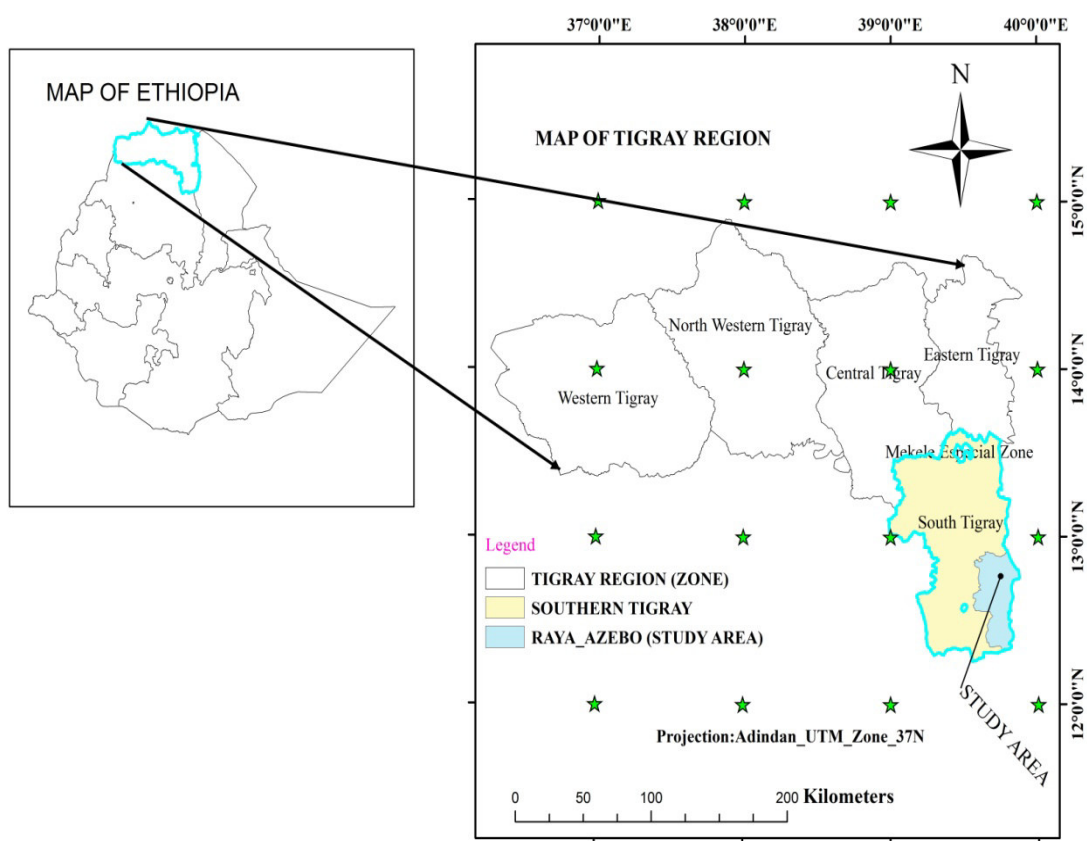 MAP OF ETHIOPIA
37°0'0"E
38°0'0"E
39°0'0"E
40°0'0"E
N
MAP OF TIGRAY REGION
15°0'0"N
North Western Tigray
Eastern Tigray
Central Tigray
14°0'0"N
Western Tigray
Mekele Especial Zone
South Tigray
13°0'0"N
Legend
TIGRAY REGION (ZONE)
SOUTHERN TIGRAY
RAYA_AZEBO (STUDY AREA)
STUDY AREA
12°0'0"N
Projection:Adindan_UTM_Zone_37N
0 50 100 200 Kilometers